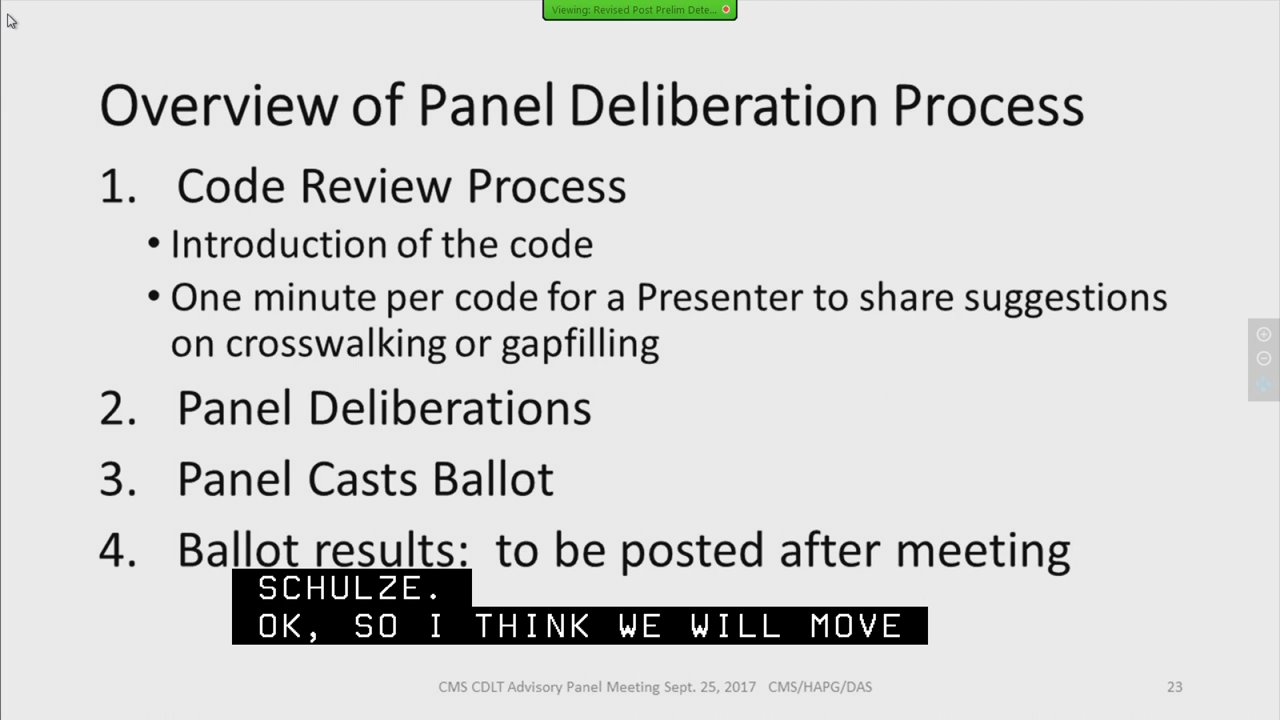 Viewing: Revised Post Prelim Dete...
Overview of Panel Deliberation Process
1. Code Review Process
• Introduction of the code
• One minute per code for a Presenter to share suggestions
on crosswalking or gapfilling
2. Panel Deliberations
3. Panel Casts Ballot
4. Ballot results: to be posted after meeting
SCHULZE.
OK, SO I THINK WE WILL MOVE
CMS CDLT Advisory Panel Meeting Sept. 25, 2017 CMS/HAPG/DAS 23